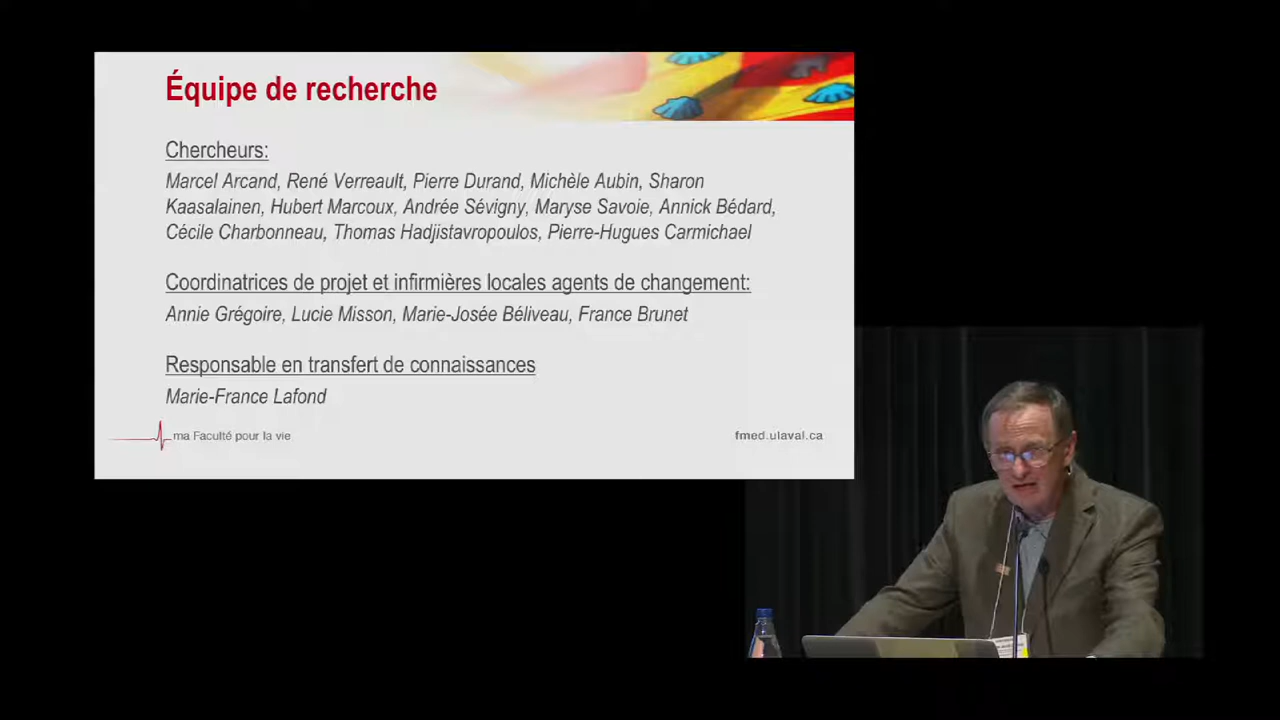 Équipe de recherche
Chercheurs:
Marcel Arcand, René Verreault, Pierre Durand, Michèle Aubin, Sharon
Kaasalainen, Hubert Marcoux, Andrée Sévigny, Maryse Savoie, Annick Bédard,
Cécile Charbonneau, Thomas Hadjistavropoulos, Pierre-Hugues Carmichael
Coordinatrices de projet et infirmières locales agents de changement:
Annie Grégoire, Lucie Misson, Marie-Josée Béliveau, France Brunet
Responsable en transfert de connaissances
Marie-France Lafond
ma Faculté pour la vie
fmed.ulaval.ca